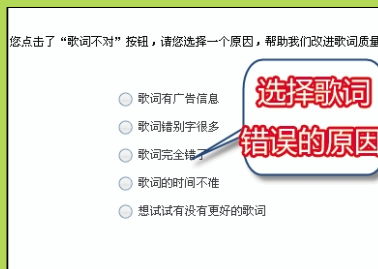 您点击了“歌词不对”按钮，请您选择一个原因，帮助我们改进歌词质量
歌词有广告信息
歌词错别字很多
歌词完全错了
歌词的时间不准
想试试有没有更好的歌词
选择歌词
错误的原因